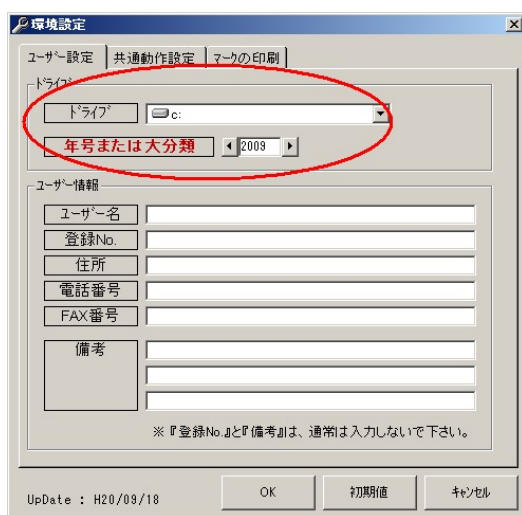 環境設定
ユーザー設定 共通動作設定 マークの印刷
ドライブ
ドライブ c:
年号または大分類 2009
ユーザー情報
ユーザー名
登録No.
住所
電話番号
FAX番号
備考
※『登録No.』と『備考』は、通常は入力しないで下さい。
UpDate : H20/09/18 OK 初期値 キャンセル